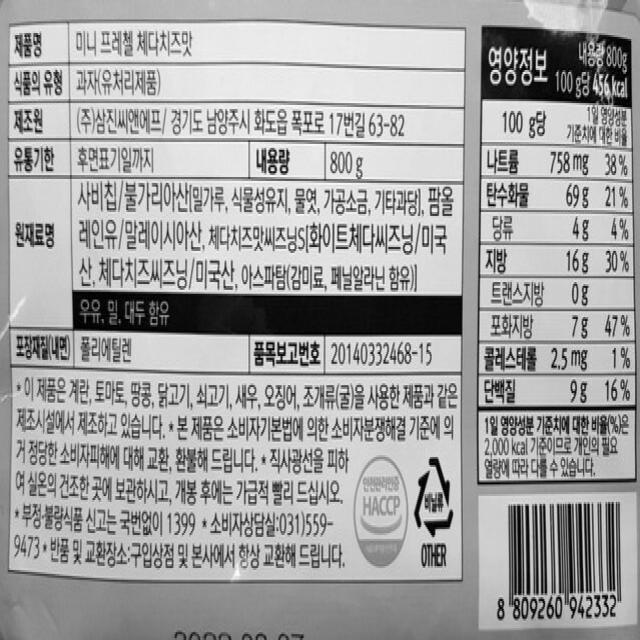 제품명 미니 프레첼 체다치즈맛
식품의 유형 과자(유처리제품)
제조원 (주)삼진씨앤에프/ 경기도 남양주시 화도읍 폭포로 17번길 63-82
유통기한 후면표기일까지 내용량 800 g
원재료명
사비칩/불가리아산[밀가루, 식물성유지, 물엿, 가공소금, 기타과당], 팜올
레인유/말레이시아산, 체다치즈맛씨즈닝S[화이트체다씨즈닝/미국
산, 체다치즈씨즈닝/미국산, 아스파탐(감미료, 페닐알라닌 함유)]
우유, 밀, 대두 함유
포장재질(내면) 폴리에틸렌 품목보고번호 20140332468-15
* 이 제품은 계란, 토마토, 땅콩, 닭고기, 쇠고기, 새우, 오징어, 조개류(굴)을 사용한 제품과 같은
제조시설에서 제조하고 있습니다. * 본 제품은 소비자기본법에 의한 소비자분쟁해결 기준에 의
거 정당한 소비자피해에 대해 교환, 환불해 드립니다. * 직사광선을 피하
여 실온의 건조한 곳에 보관하시고, 개봉 후에는 가급적 빨리 드십시오.
* 부정·불량식품 신고는 국번없이 1399 * 소비자상담실:031)559-
9473 * 반품 및 교환장소:구입상점 및 본사에서 항상 교환해 드립니다.
안전관리인증
HACCP
비닐류
OTHER
영양정보 내용량 800g
100 g당 456 kcal
100 g당 1일 영양성분
기준치에 대한 비율
나트륨 758 mg 38%
탄수화물 69 g 21%
당류 4 g 4%
지방 16 g 30%
트랜스지방 0 g
포화지방 7 g 47%
콜레스테롤 2.5 mg 1%
단백질 9 g 16%
1일 영양성분 기준치에 대한 비율(%)은
2,000 kcal 기준이므로 개인의 필요
열량에 따라 다를 수 있습니다.
8 809260 942332